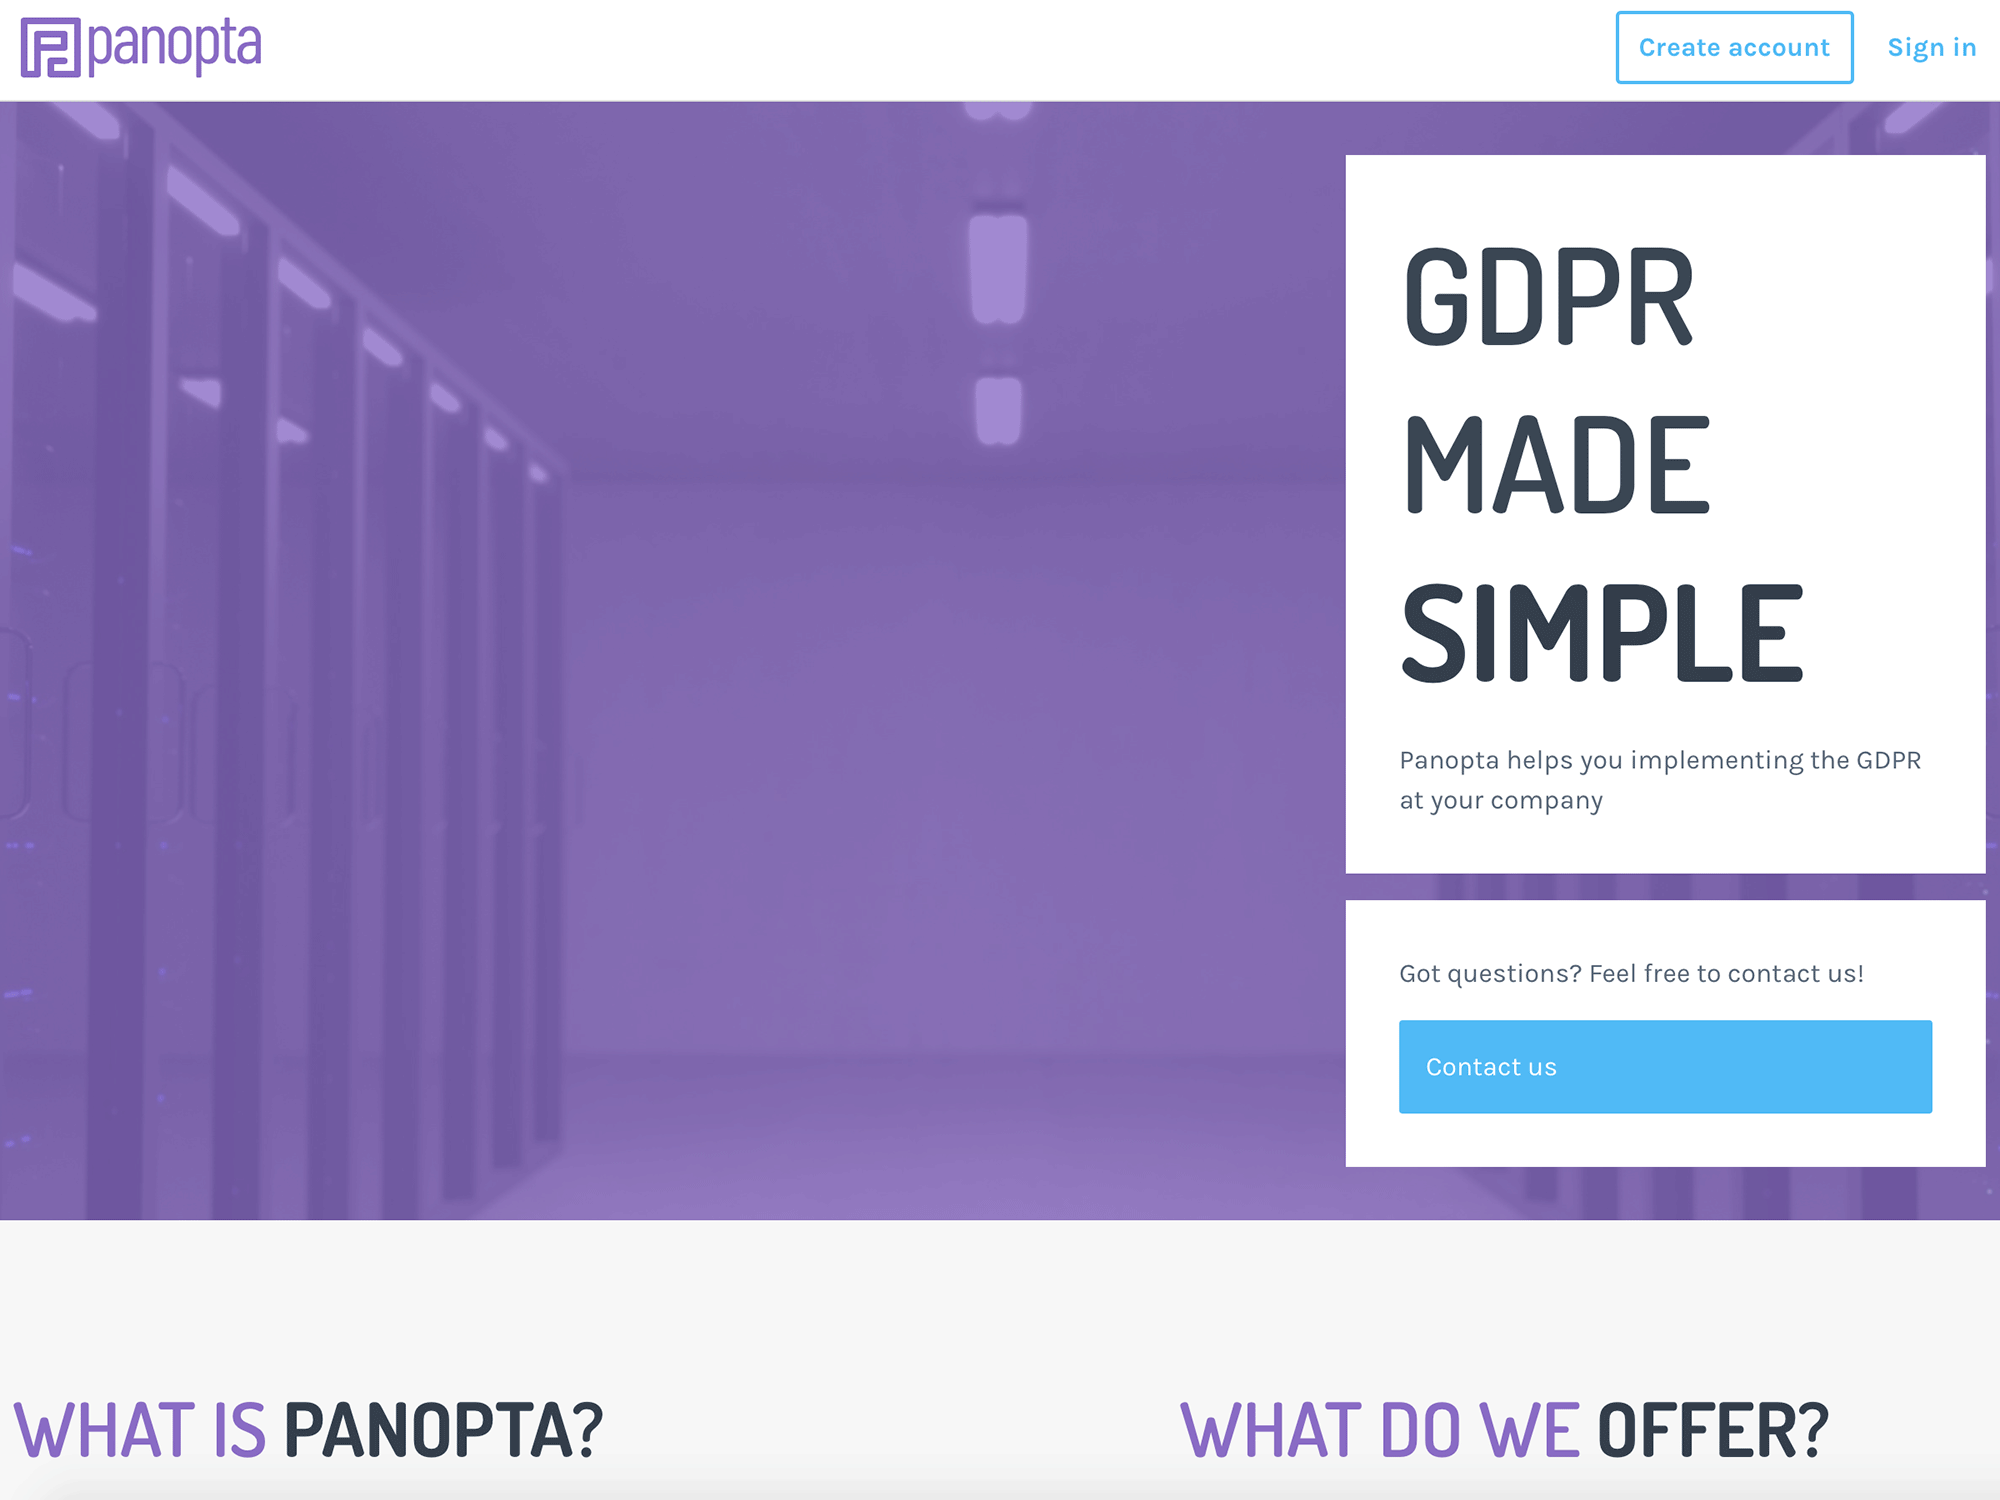 panopta
Create account
Sign in
GDPR
MADE
SIMPLE
Panopta helps you implementing the GDPR
at your company
Got questions? Feel free to contact us!
Contact us
WHAT IS PANOPTA?
WHAT DO WE OFFER?